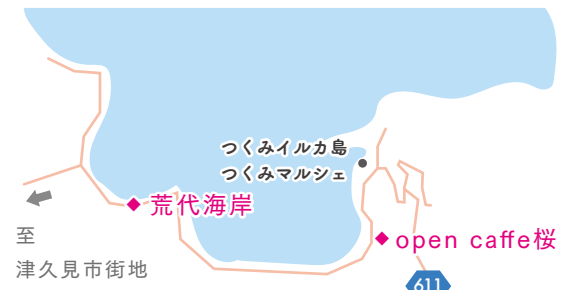 つくみイルカ島
つくみマルシェ
荒代海岸
至
津久見市街地
open caffe桜
611